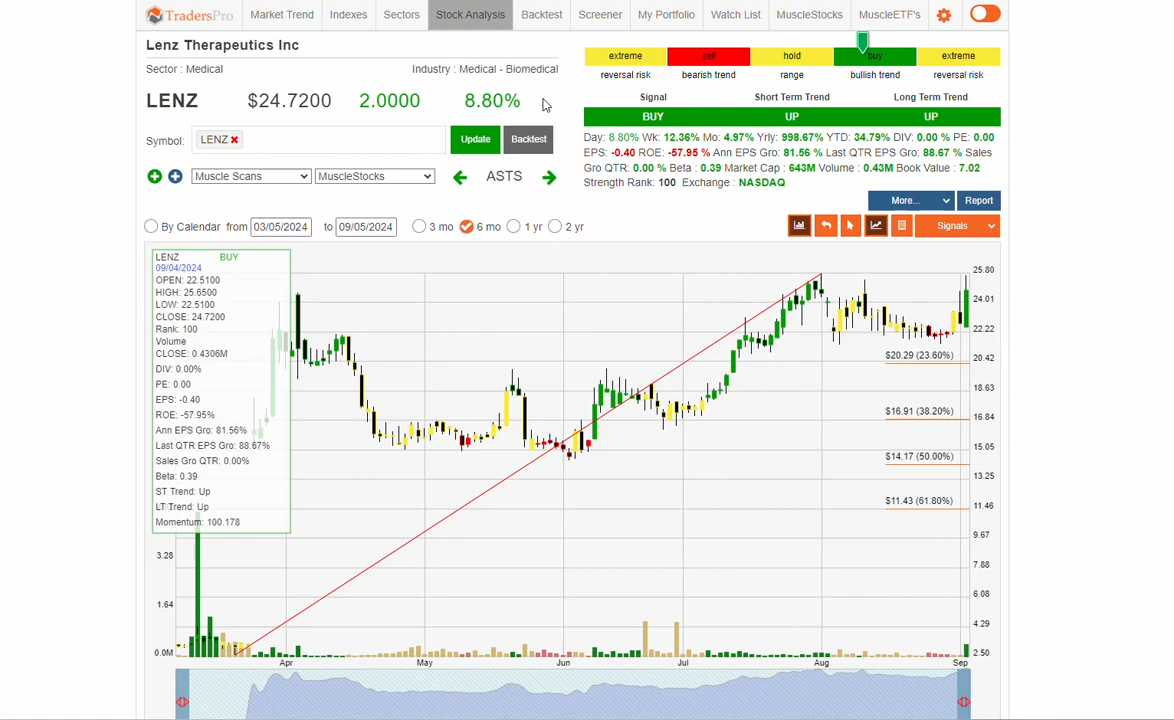 TradersPro Market Trend Indexes Sectors Stock Analysis Backtest Screener My Portfolio Watch List MuscleStocks MuscleETF's
Lenz Therapeutics Inc
Sector : Medical Industry : Medical - Biomedical
LENZ $24.7200 2.0000 8.80%
Symbol: LENZ Update Backtest
Muscle Scans MuscleStocks ASTS
extreme sell hold buy extreme
reversal risk bearish trend range bullish trend reversal risk
Signal Short Term Trend Long Term Trend
BUY UP UP
Day: 8.80% Wk: 12.36% Mo: 4.97% Yrly: 998.67% YTD: 34.79% DIV: 0.00 % PE: 0.00
EPS: -0.40 ROE: -57.95 % Ann EPS Gro: 81.56 % Last QTR EPS Gro: 88.67 % Sales
Gro QTR: 0.00 % Beta : 0.39 Market Cap : 643M Volume : 0.43M Book Value : 7.02
Strength Rank: 100 Exchange : NASDAQ
More... Report
By Calendar from 03/05/2024 to 09/05/2024 3 mo 6 mo 1 yr 2 yr Signals
LENZ BUY
09/04/2024
OPEN: 22.5100
HIGH: 25.6500
LOW: 22.5100
CLOSE: 24.7200
Rank: 100
Volume
CLOSE: 0.4306M
DIV: 0.00%
PE: 0.00
EPS: -0.40
ROE: -57.95%
Ann EPS Gro: 81.56%
Last QTR EPS Gro: 88.67%
Sales Gro QTR: 0.00%
Beta: 0.39
ST Trend: Up
LT Trend: Up
Momentum: 100.178
25.80
24.01
22.22
$20.29 (23.60%)
20.42
18.63
$16.91 (38.20%)
16.84
15.05
$14.17 (50.00%)
13.25
$11.43 (61.80%)
11.46
9.67
3.28
7.88
6.08
1.64
4.29
0.0M
2.50
Apr May Jun Jul Aug Sep